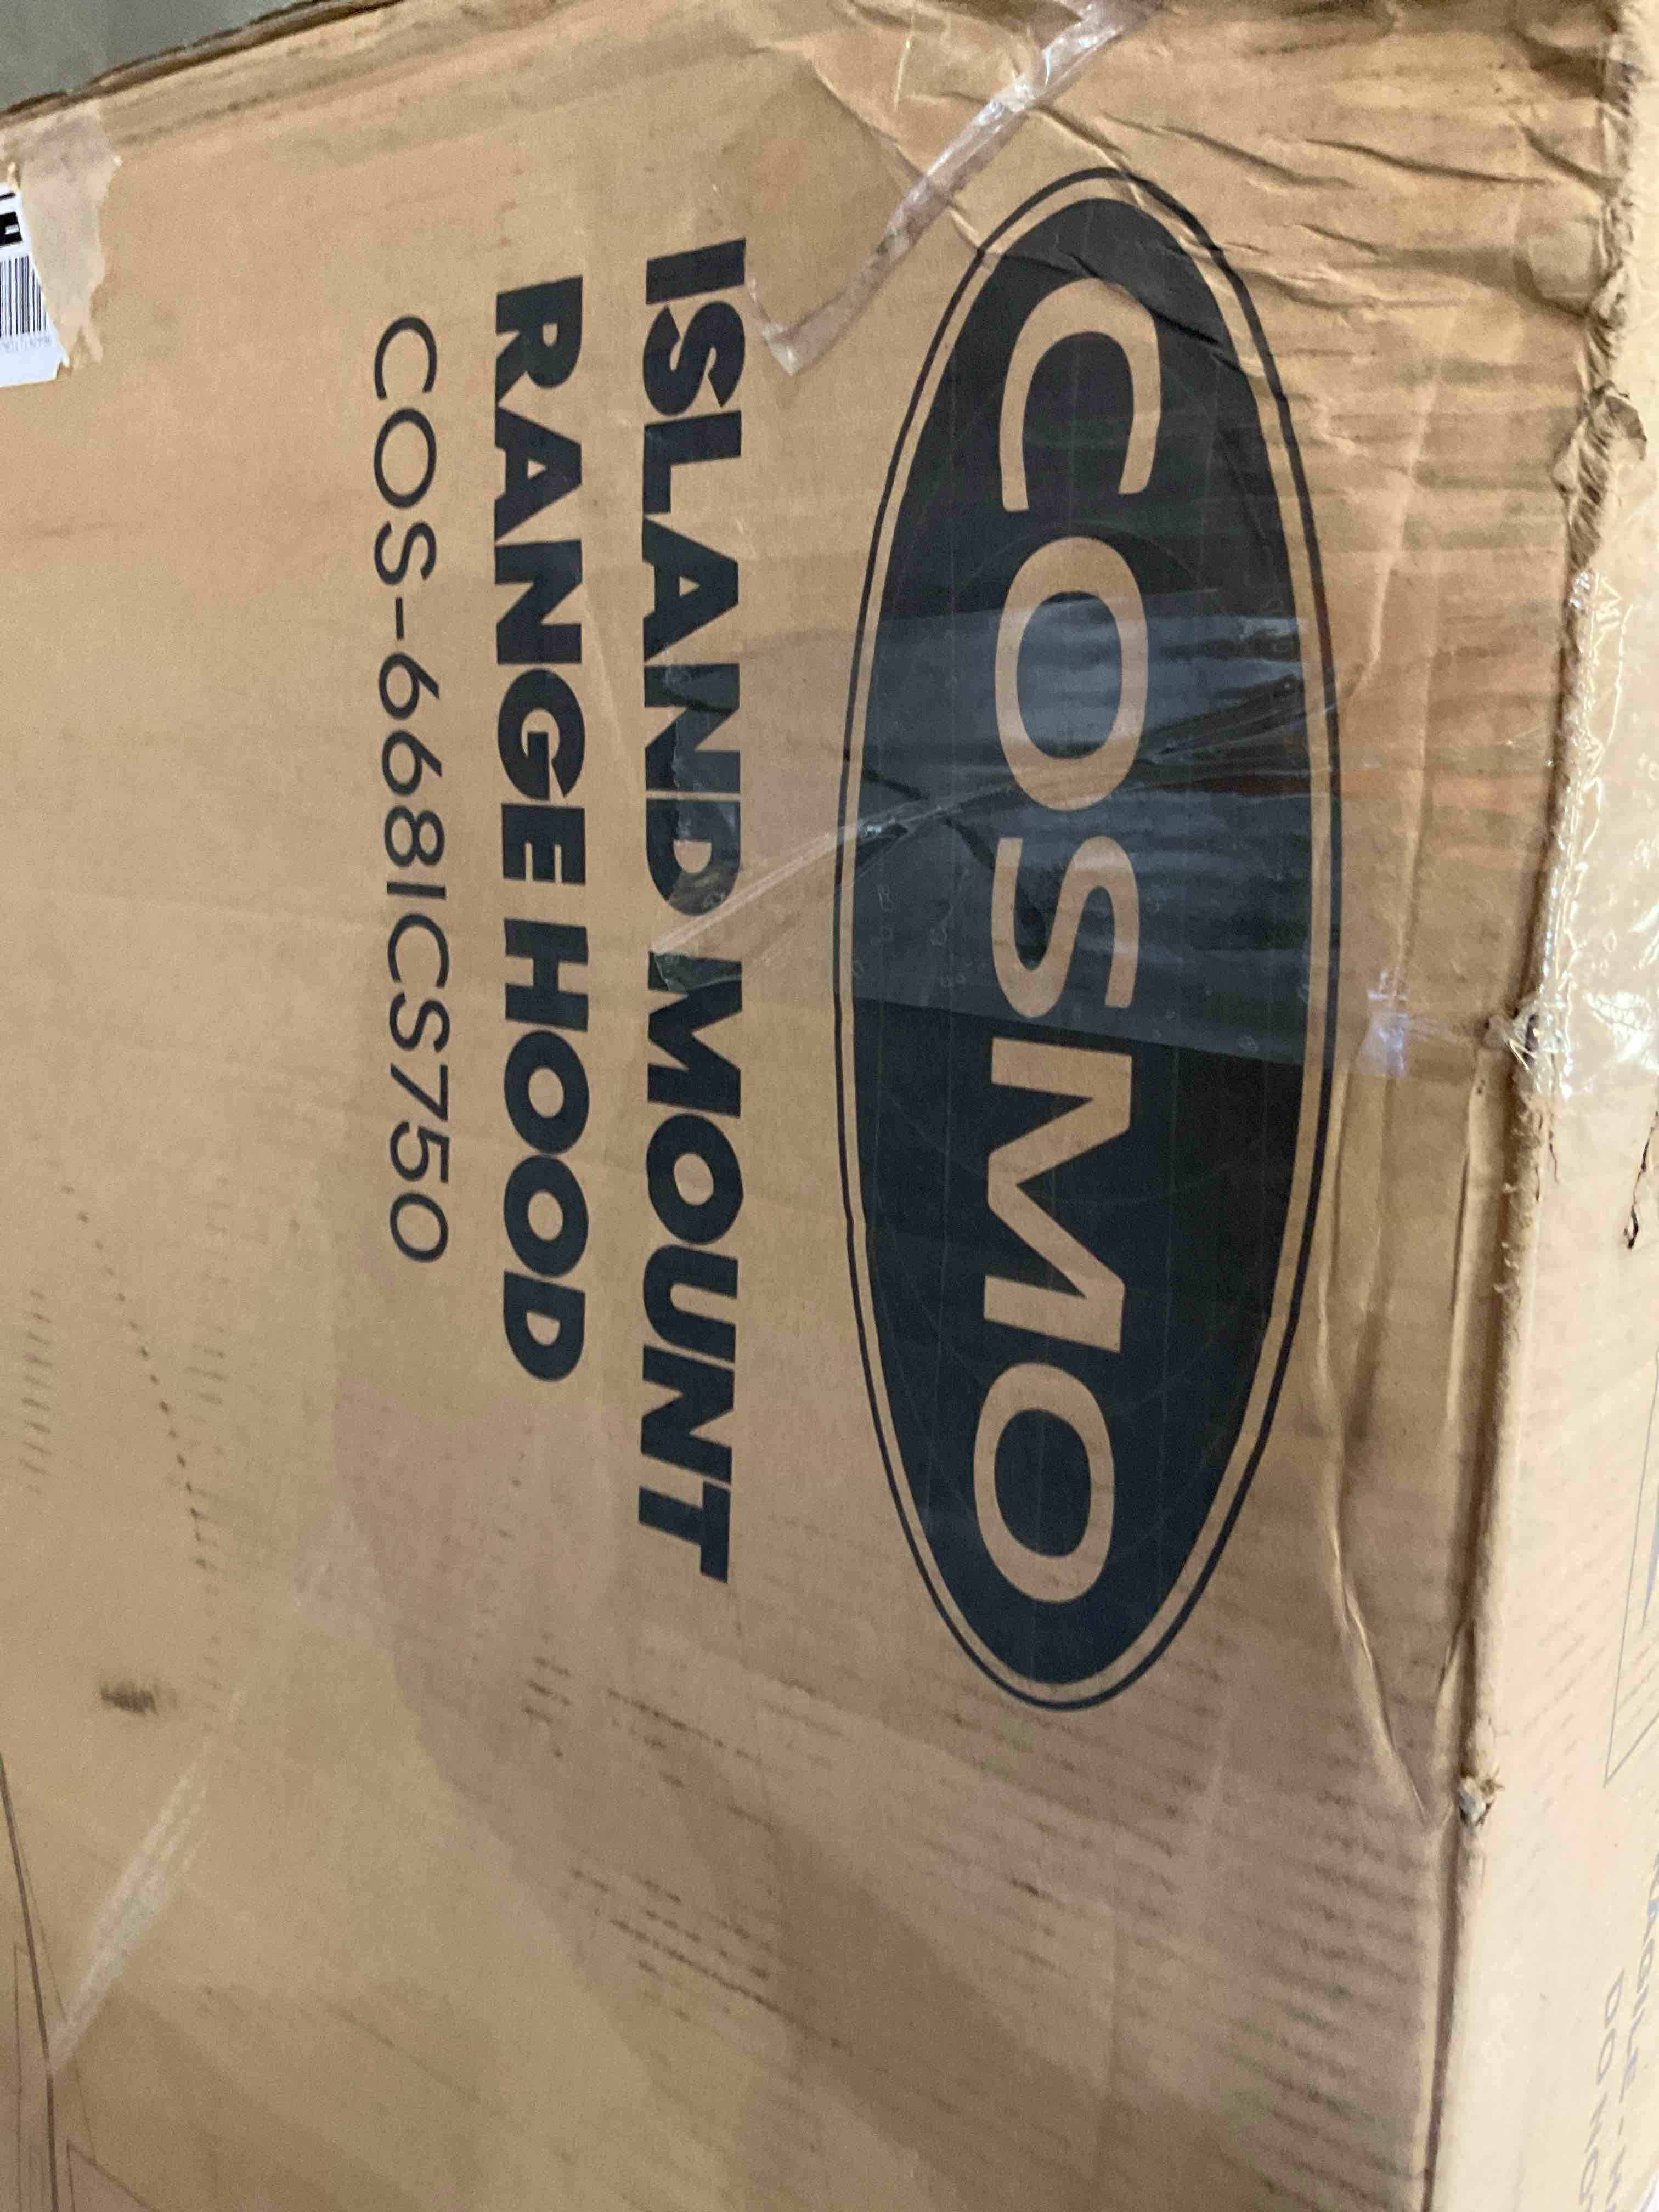 COSMO
ISLAND MOUNT
RANGE HOOD
COS-668ICS750